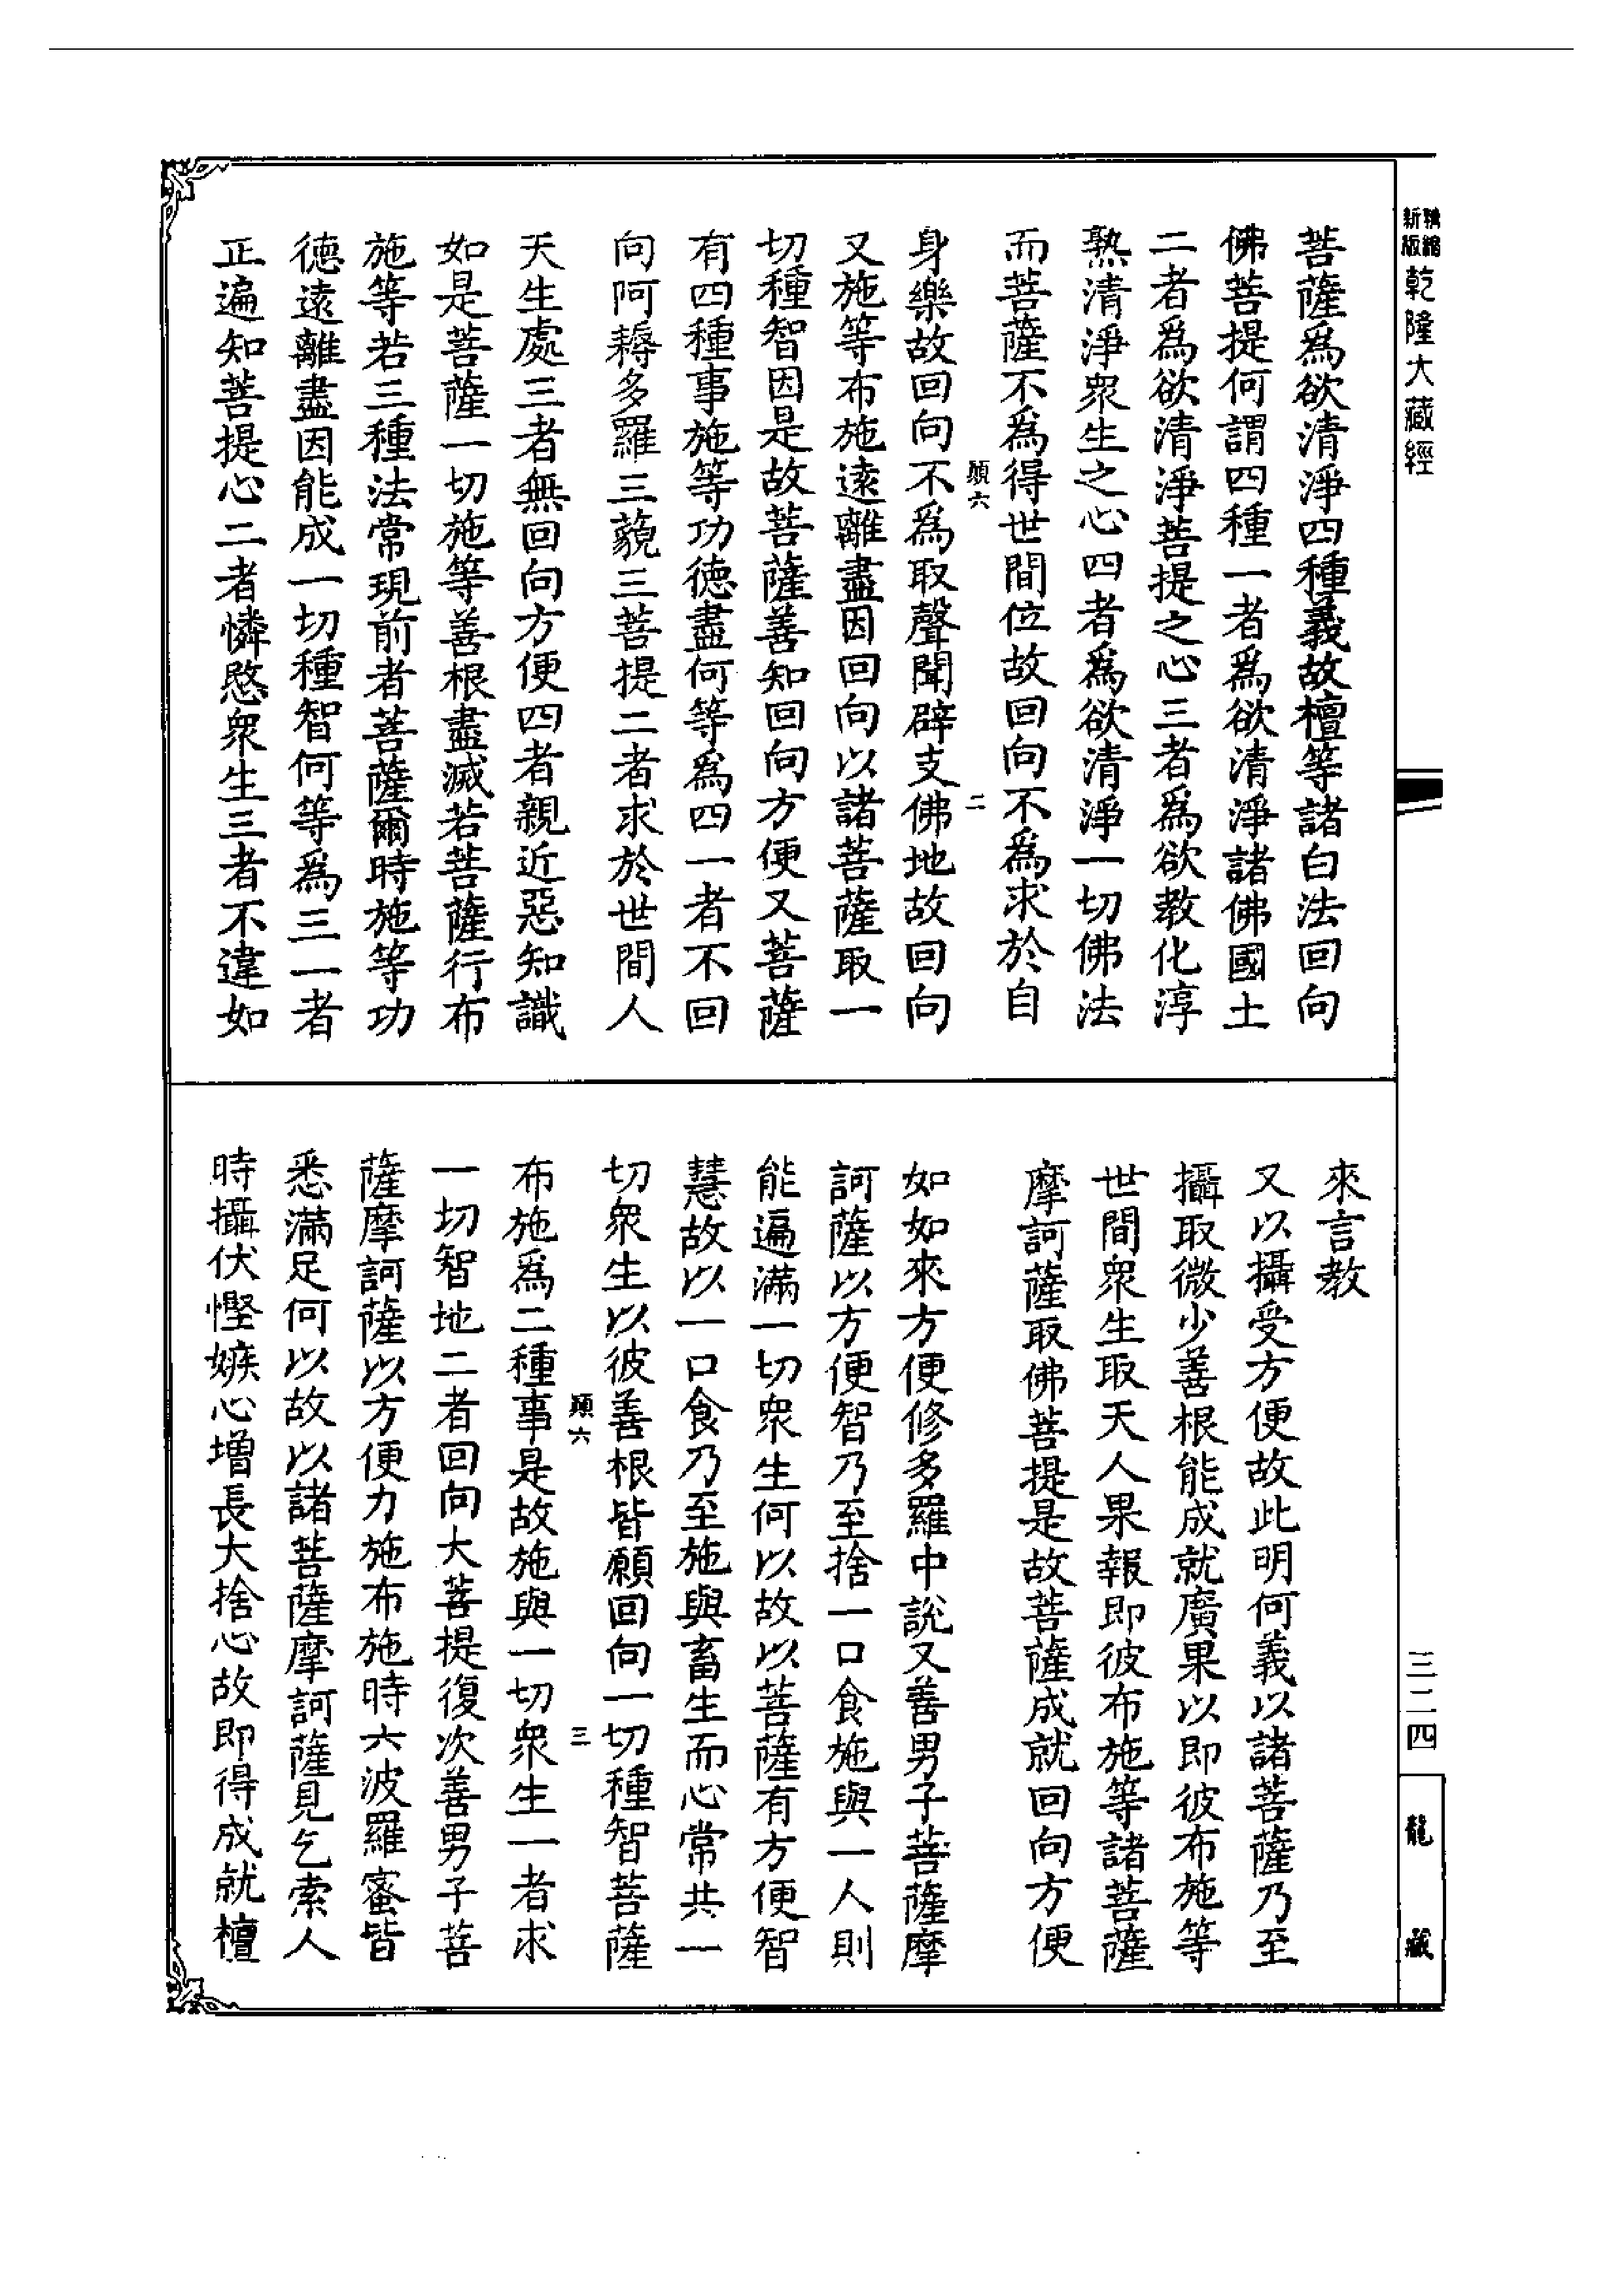 精縮新版
乾隆大藏經
菩薩爲欲清淨四種義故檀等諸白法回向
佛菩提何謂四種一者爲欲清淨諸佛國土
二者爲欲清淨菩提之心三者爲欲教化淳
熟清淨衆生之心四者爲欲清淨一切佛法
而菩薩不爲得世間位故回向不爲求於自
願六
二
身樂故回向不爲取聲聞辟支佛地故回向
又施等布施遠離盡因回向以諸菩薩取一
切種智因是故菩薩善知回向方便又菩薩
有四種事施等功德盡何等爲四一者不回
向阿耨多羅三藐三菩提二者求於世間人
天生處三者無回向方便四者親近惡知識
如是菩薩一切施等善根盡滅若菩薩行布
施等若三種法常現前者菩薩爾時施等功
德遠離盡因能成一切種智何等爲三一者
正遍知菩提心二者憐愍衆生三者不違如
來言教
又以攝受方便故此明何義以諸菩薩乃至
攝取微少善根能成就廣果以即彼布施等
世間衆生取天人果報即彼布施等諸菩薩
摩訶薩取佛菩提是故菩薩成就回向方便
如如來方便修多羅中說又善男子菩薩摩
訶薩以方便智乃至捨一口食施與一人則
能遍滿一切衆生何以故以菩薩有方便智
慧故以一口食乃至施與畜生而心常共一
切衆生以彼善根皆願回向一切種智菩薩
願六
三
布施爲二種事是故施與一切衆生一者求
一切智地二者回向大菩提復次善男子菩
薩摩訶薩以方便力施布施時六波羅蜜皆
悉滿足何以故以諸菩薩摩訶薩見乞索人
時攝伏慳嫉心增長大捨心故即得成就檀
三二四
龍藏